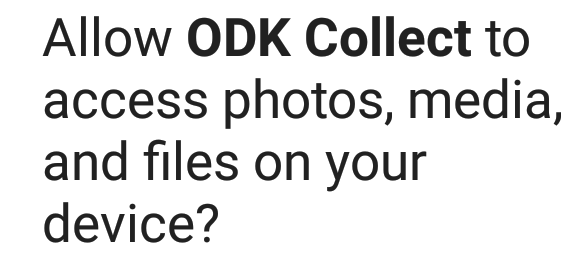 Allow ODK Collect to
access photos, media,
and files on your
device?